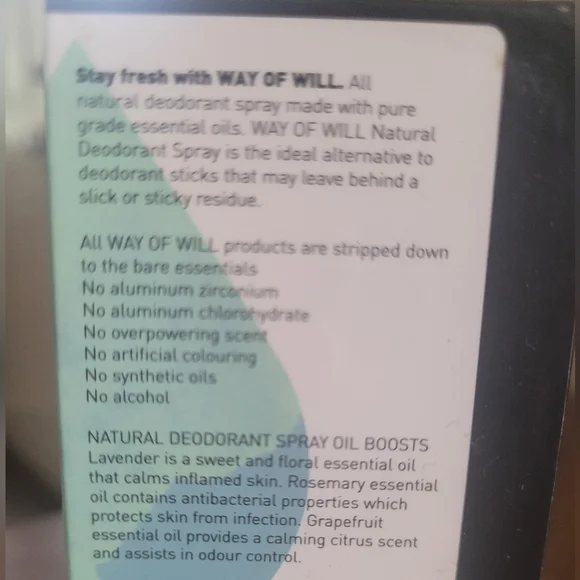 Stay fresh with WAY OF WILL. All
natural deodorant spray made with pure
grade essential oils. WAY OF WILL Natural
Deodorant Spray is the ideal alternative to
deodorant sticks that may leave behind a
slick or sticky residue.
All WAY OF WILL products are stripped down
to the bare essentials
No aluminum zirconium
No aluminum chlorohydrate
No overpowering scent
No artificial colouring
No synthetic oils
No alcohol
NATURAL DEODORANT SPRAY OIL BOOSTS
Lavender is a sweet and floral essential oil
that calms inflamed skin. Rosemary essential
oil contains antibacterial properties which
protects skin from infection. Grapefruit
essential oil provides a calming citrus scent
and assists in odour control.